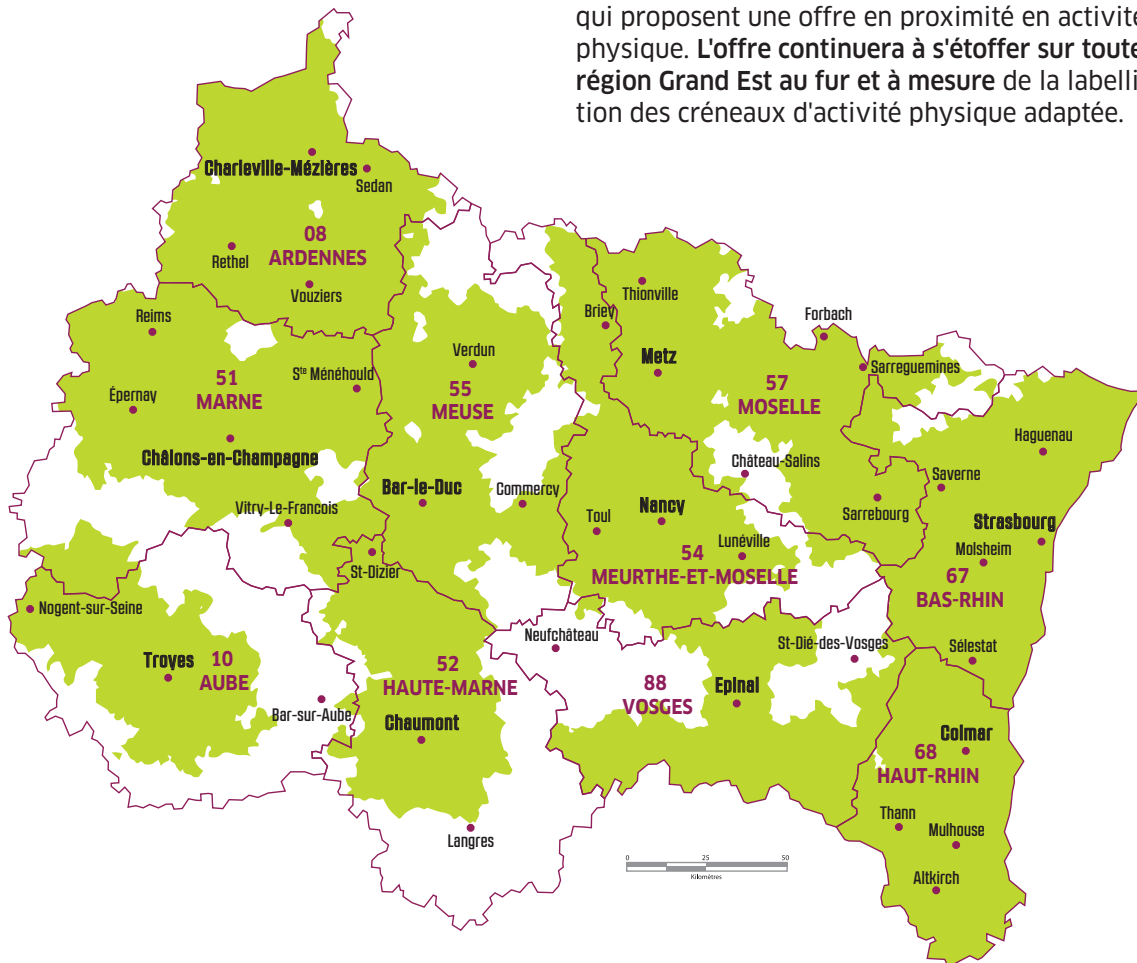 qui proposent une offre en proximité en activité
physique. L'offre continuera à s'étoffer sur toute
région Grand Est au fur et à mesure de la labelli
tion des créneaux d'activité physique adaptée.
Charleville-Mézières
Sedan
08
ARDENNES
Rethel
Vouziers
Reims
Thionville
Briey
Forbach
Verdun
Metz
Sarreguemines
Ste Ménéhould
51
MARNE
55
MEUSE
57
MOSELLE
Épernay
Haguenau
Châlons-en-Champagne
Château-Salins
Saverne
Bar-le-Duc
Commercy
Vitry-Le-Francois
Toul
Nancy
Sarrebourg
Strasbourg
Lunéville
Molsheim
St-Dizier
54
MEURTHE-ET-MOSELLE
67
BAS-RHIN
Nogent-sur-Seine
Neufchâteau
St-Dié-des-Vosges
Sélestat
Troyes
10
AUBE
52
HAUTE-MARNE
88
VOSGES
Epinal
Bar-sur-Aube
Chaumont
Colmar
68
HAUT-RHIN
Thann
Mulhouse
Langres
Altkirch
0 25 50
Kilomètres